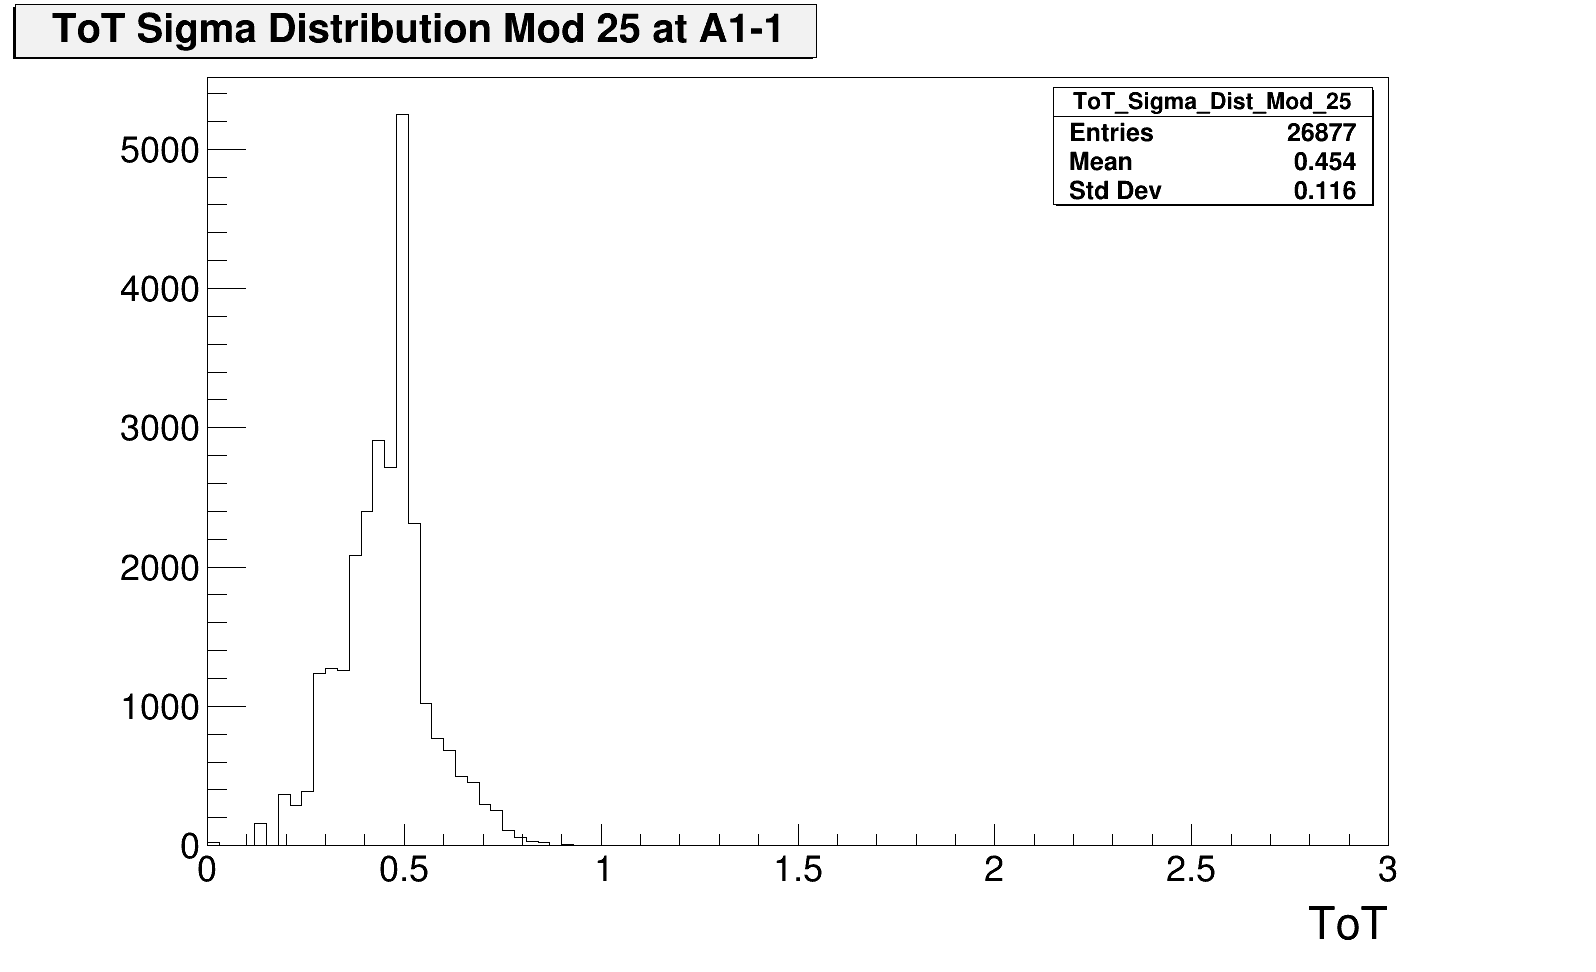 ToT Sigma Distribution Mod 25 at A1-1
ToT_Sigma_Dist_Mod_25
Entries 26877
Mean 0.454
Std Dev 0.116
5000
4000
3000
2000
1000
0
0 0.5 1 1.5 2 2.5 3
ToT